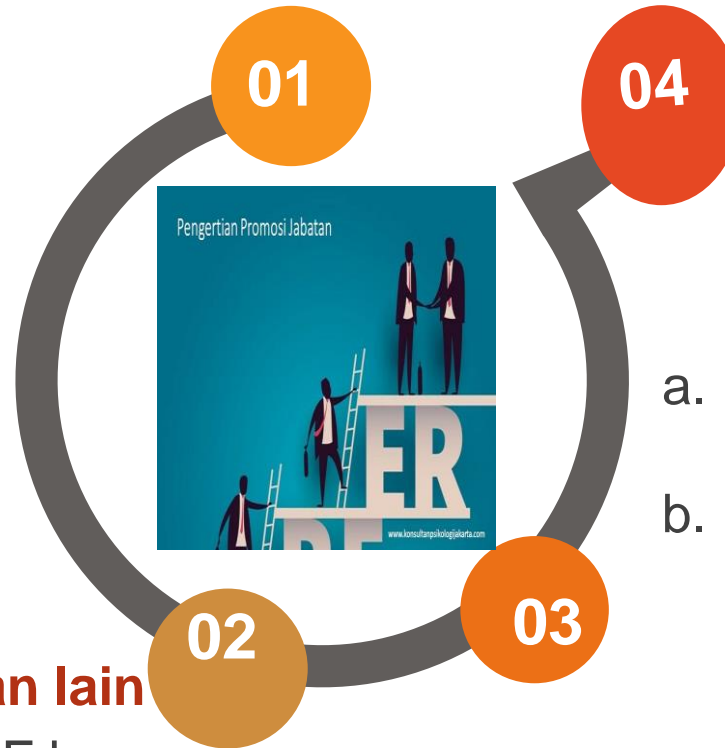 01
04
Pengertian Promosi Jabatan
a.
ER
b.
www.konsultanpsikologijakarta.com
02
03
an lain